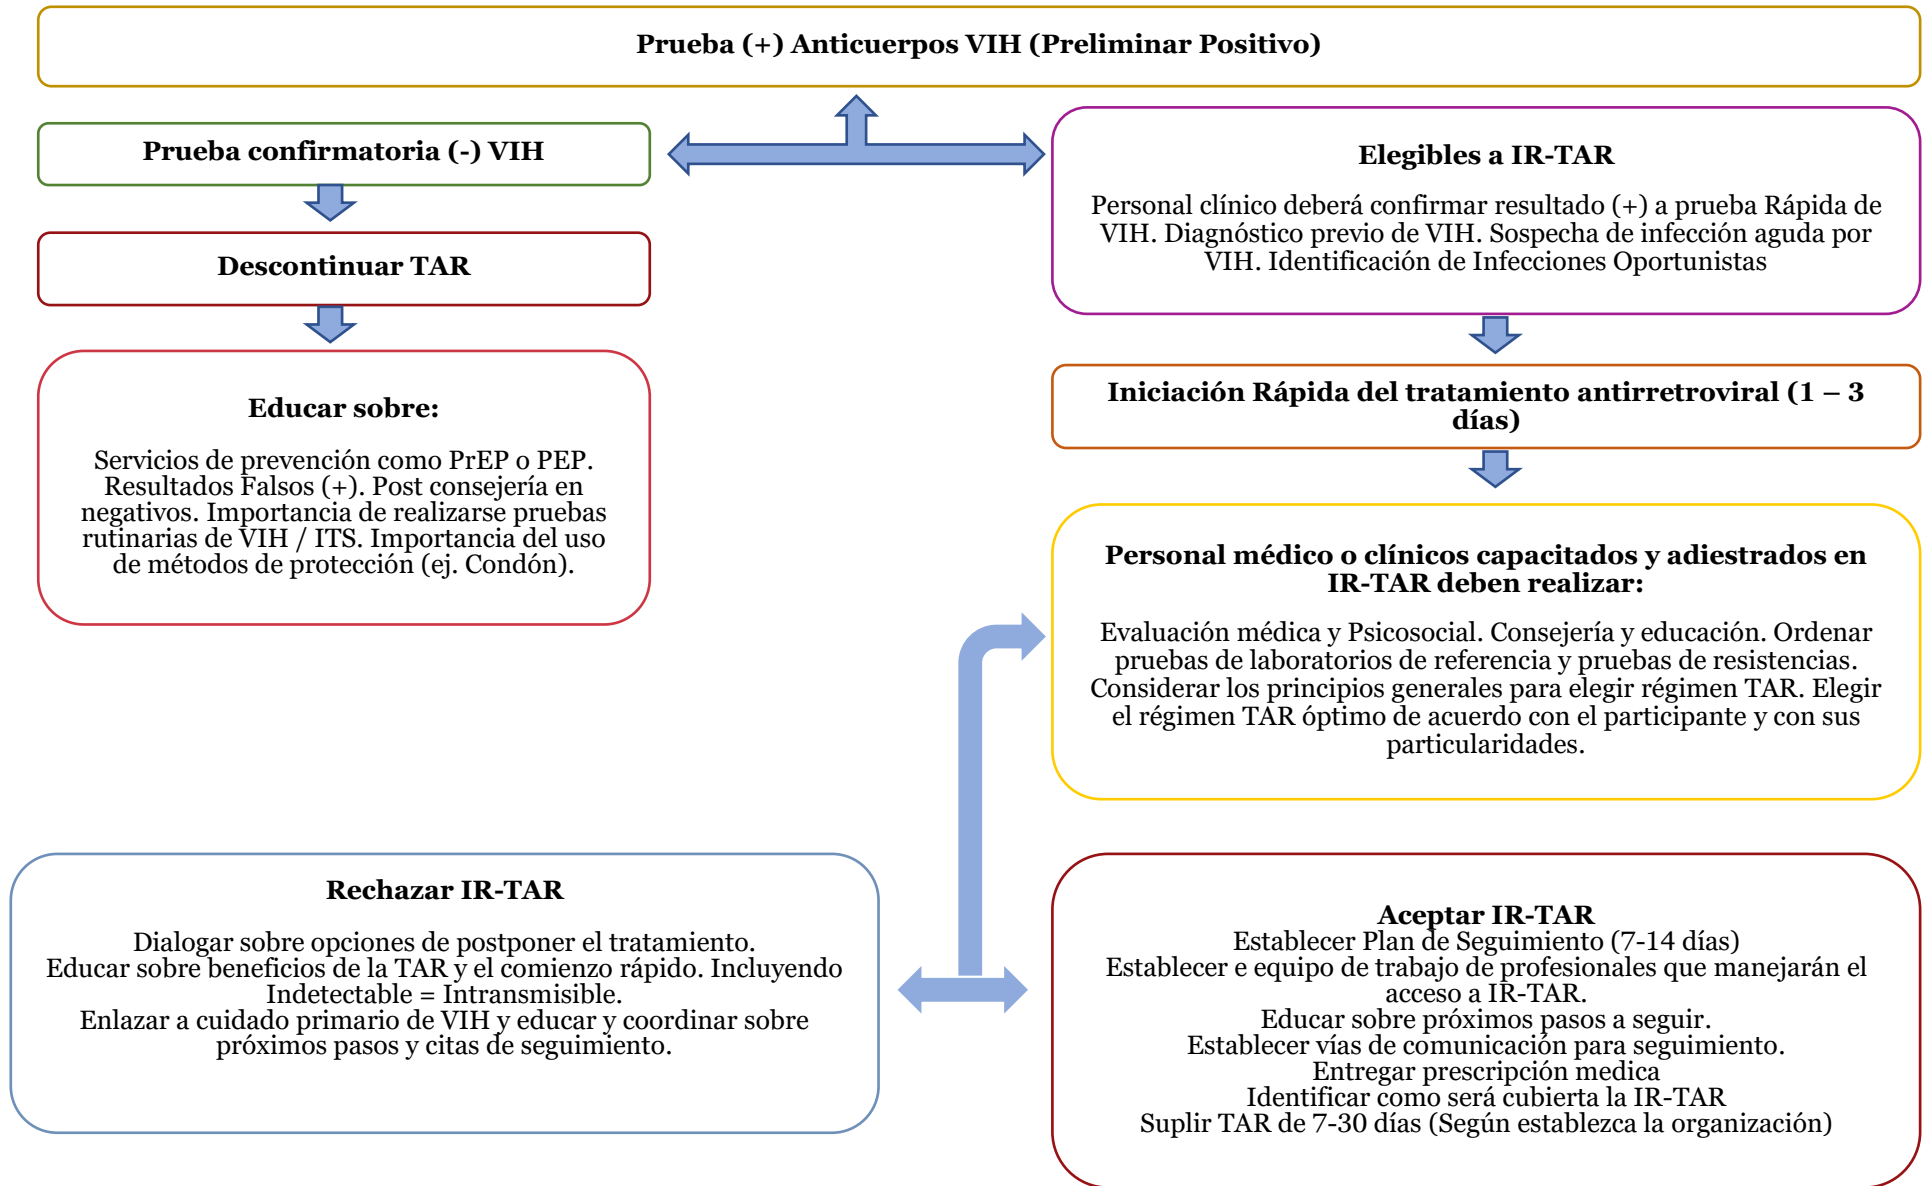 Prueba (+) Anticuerpos VIH (Preliminar Positivo)
Prueba confirmatoria (-) VIH
Descontinuar TAR
Educar sobre:
Servicios de prevención como PrEP o PEP.
Resultados Falsos (+). Post consejería en
negativos. Importancia de realizarse pruebas
rutinarias de VIH / ITS. Importancia del uso
de métodos de protección (ej. Condón).
Elegibles a IR-TAR
Personal clínico deberá confirmar resultado (+) a prueba Rápida de
VIH. Diagnóstico previo de VIH. Sospecha de infección aguda por
VIH. Identificación de Infecciones Oportunistas
Iniciación Rápida del tratamiento antirretroviral (1 – 3
días)
Personal médico o clínicos capacitados y adiestrados en
IR-TAR deben realizar:
Evaluación médica y Psicosocial. Consejería y educación. Ordenar
pruebas de laboratorios de referencia y pruebas de resistencias.
Considerar los principios generales para elegir régimen TAR. Elegir
el régimen TAR óptimo de acuerdo con el participante y con sus
particularidades.
Rechazar IR-TAR
Dialogar sobre opciones de postponer el tratamiento.
Educar sobre beneficios de la TAR y el comienzo rápido. Incluyendo
Indetectable = Intransmisible.
Enlazar a cuidado primario de VIH y educar y coordinar sobre
próximos pasos y citas de seguimiento.
Aceptar IR-TAR
Establecer Plan de Seguimiento (7-14 días)
Establecer e equipo de trabajo de profesionales que manejarán el
acceso a IR-TAR.
Educar sobre próximos pasos a seguir.
Establecer vías de comunicación para seguimiento.
Entregar prescripción medica
Identificar como será cubierta la IR-TAR
Suplir TAR de 7-30 días (Según establezca la organización)